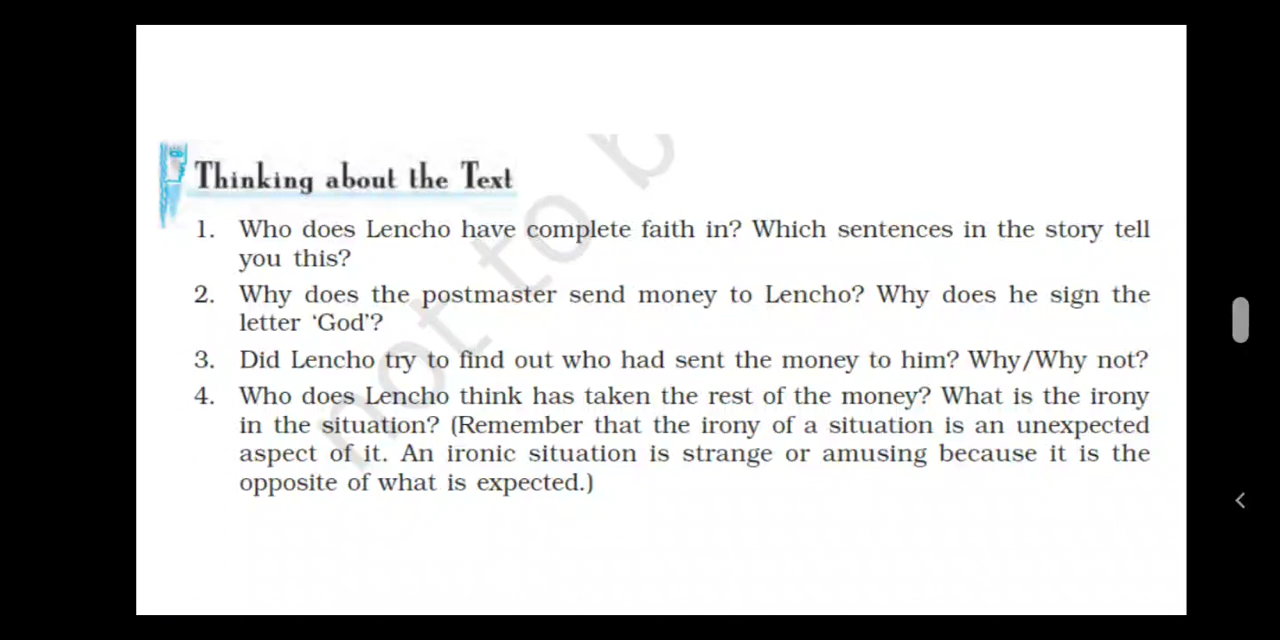 Thinking about the Text
1. Who does Lencho have complete faith in? Which sentences in the story tell
you this?
2. Why does the postmaster send money to Lencho? Why does he sign the
letter ‘God’?
3. Did Lencho try to find out who had sent the money to him? Why/Why not?
4. Who does Lencho think has taken the rest of the money? What is the irony
in the situation? (Remember that the irony of a situation is an unexpected
aspect of it. An ironic situation is strange or amusing because it is the
opposite of what is expected.)
not to b